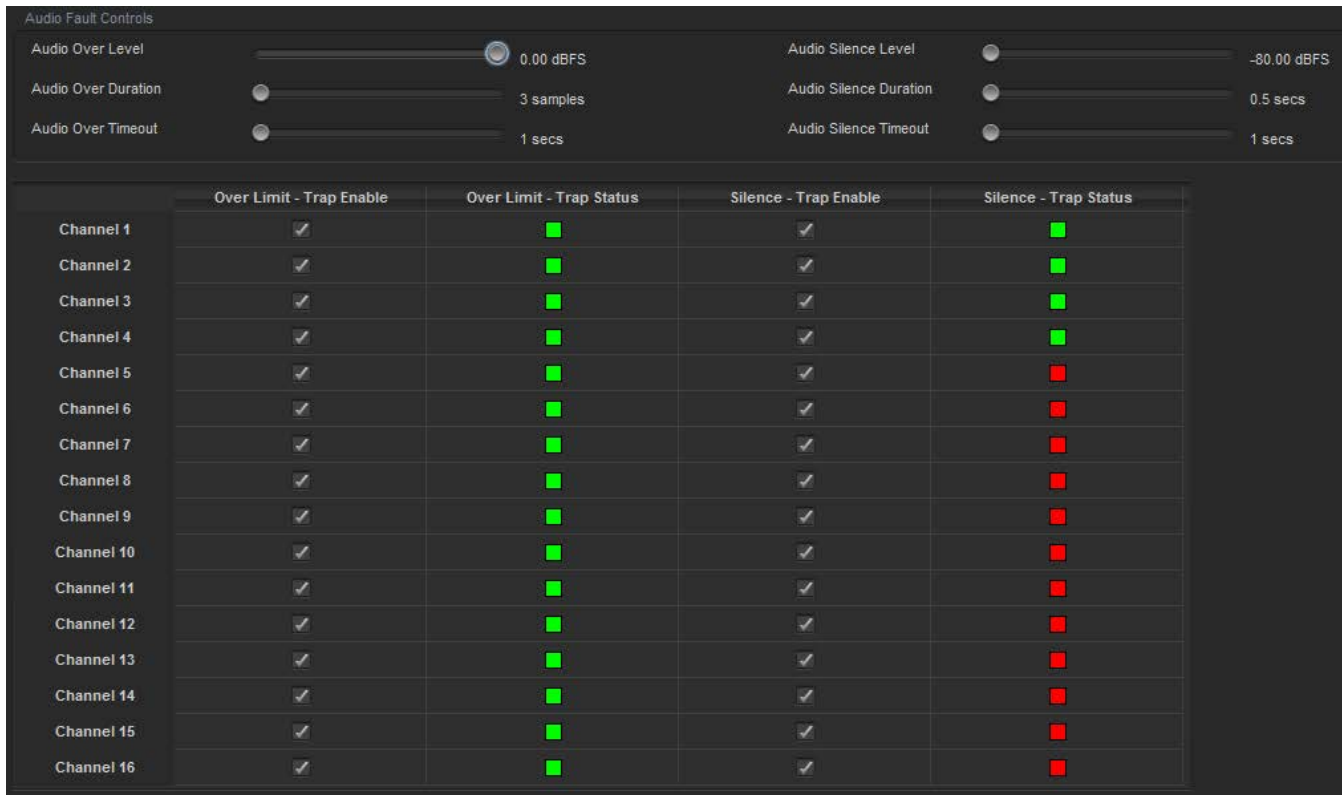 Audio Fault Controls
Audio Over Level 0.00 dBFS Audio Silence Level -80.00 dBFS
Audio Over Duration 3 samples Audio Silence Duration 0.5 secs
Audio Over Timeout 1 secs Audio Silence Timeout 1 secs
Over Limit - Trap Enable Over Limit - Trap Status Silence - Trap Enable Silence - Trap Status
Channel 1
Channel 2
Channel 3
Channel 4
Channel 5
Channel 6
Channel 7
Channel 8
Channel 9
Channel 10
Channel 11
Channel 12
Channel 13
Channel 14
Channel 15
Channel 16